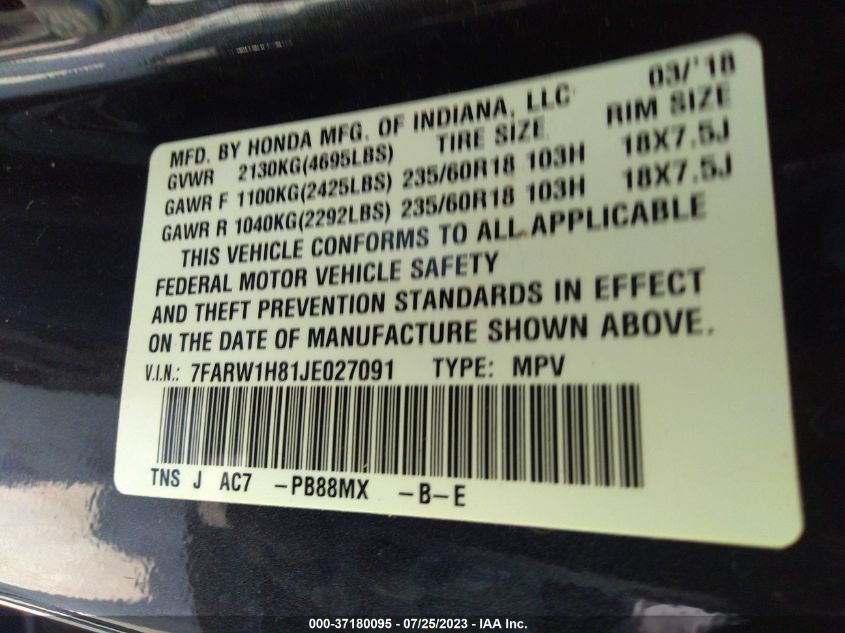 03/'18
MFD. BY HONDA MFG. OF INDIANA, LLC
GVWR 2130KG(4695LBS) TIRE SIZE RIM SIZE
GAWR F 1100KG(2425LBS) 235/60R18 103H 18X7.5J
GAWR R 1040KG(2292LBS) 235/60R18 103H 18X7.5J
THIS VEHICLE CONFORMS TO ALL APPLICABLE
FEDERAL MOTOR VEHICLE SAFETY
AND THEFT PREVENTION STANDARDS IN EFFECT
ON THE DATE OF MANUFACTURE SHOWN ABOVE.
V.I.N.: 7FARW1H81JE027091 TYPE: MPV
TNS J AC7 -PB88MX -B-E
000-37180095 - 07/25/2023 - IAA Inc.